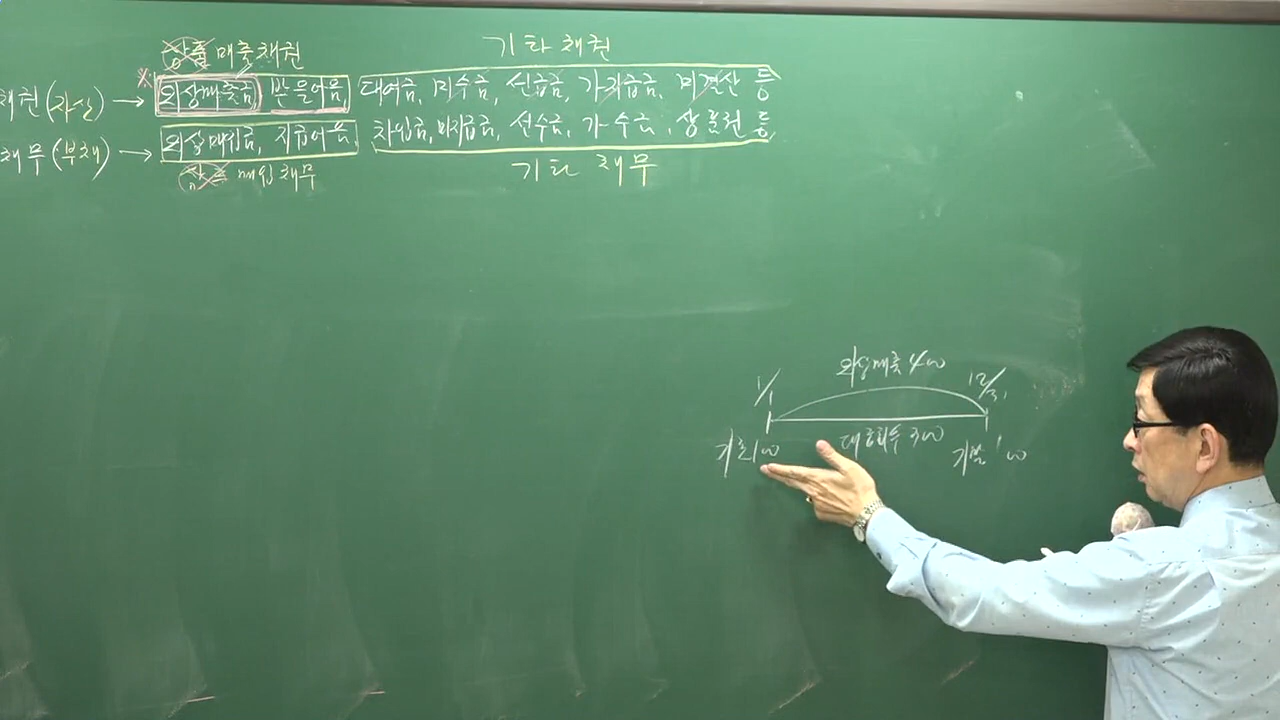 상품 매출채권
기타채권
채권(자산) → ※ 외상매출금, 받을어음, 대여금, 미수금, 선급금, 가지급금, 미결산 등
채무(부채) → 외상매입금, 지급어음, 차입금, 미지급금, 선수금, 가수금, 상품권 등
상품 매입채무
기타 채무
외상매출 400
1/1
12/31
기초100
대금회수 300
기말 100